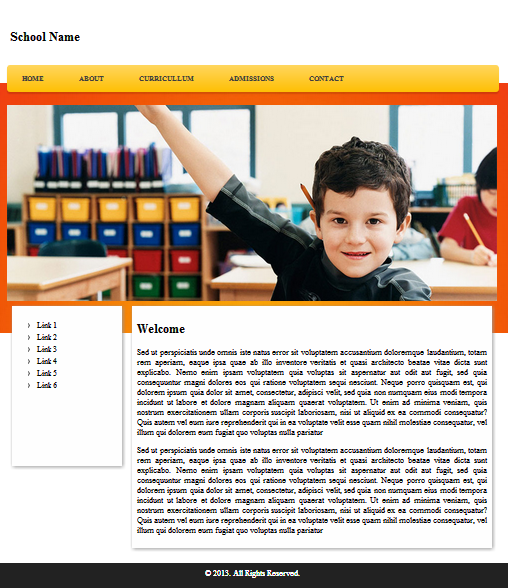 School Name
HOME ABOUT CURRICULLUM ADMISSIONS CONTACT
Link 1
Link 2
Link 3
Link 4
Link 5
Link 6
Welcome
Sed ut perspiciatis unde omnis iste natus error sit voluptatem accusantium doloremque laudantium, totam
rem aperiam, eaque ipsa quae ab illo inventore veritatis et quasi architecto beatae vitae dicta sunt
explicabo. Nemo enim ipsam voluptatem quia voluptas sit aspernatur aut odit aut fugit, sed quia
consequuntur magni dolores eos qui ratione voluptatem sequi nesciunt. Neque porro quisquam est, qui
dolorem ipsum quia dolor sit amet, consectetur, adipisci velit, sed quia non numquam eius modi tempora
incidunt ut labore et dolore magnam aliquam quaerat voluptatem. Ut enim ad minima veniam, quis
nostrum exercitationem ullam corporis suscipit laboriosam, nisi ut aliquid ex ea commodi consequatur?
Quis autem vel eum iure reprehenderit qui in ea voluptate velit esse quam nihil molestiae consequatur, vel
illum qui dolorem eum fugiat quo voluptas nulla pariatur
Sed ut perspiciatis unde omnis iste natus error sit voluptatem accusantium doloremque laudantium, totam
rem aperiam, eaque ipsa quae ab illo inventore veritatis et quasi architecto beatae vitae dicta sunt
explicabo. Nemo enim ipsam voluptatem quia voluptas sit aspernatur aut odit aut fugit, sed quia
consequuntur magni dolores eos qui ratione voluptatem sequi nesciunt. Neque porro quisquam est, qui
dolorem ipsum quia dolor sit amet, consectetur, adipisci velit, sed quia non numquam eius modi tempora
incidunt ut labore et dolore magnam aliquam quaerat voluptatem. Ut enim ad minima veniam, quis
nostrum exercitationem ullam corporis suscipit laboriosam, nisi ut aliquid ex ea commodi consequatur?
Quis autem vel eum iure reprehenderit qui in ea voluptate velit esse quam nihil molestiae consequatur, vel
illum qui dolorem eum fugiat quo voluptas nulla pariatur
© 2013. All Rights Reserved.